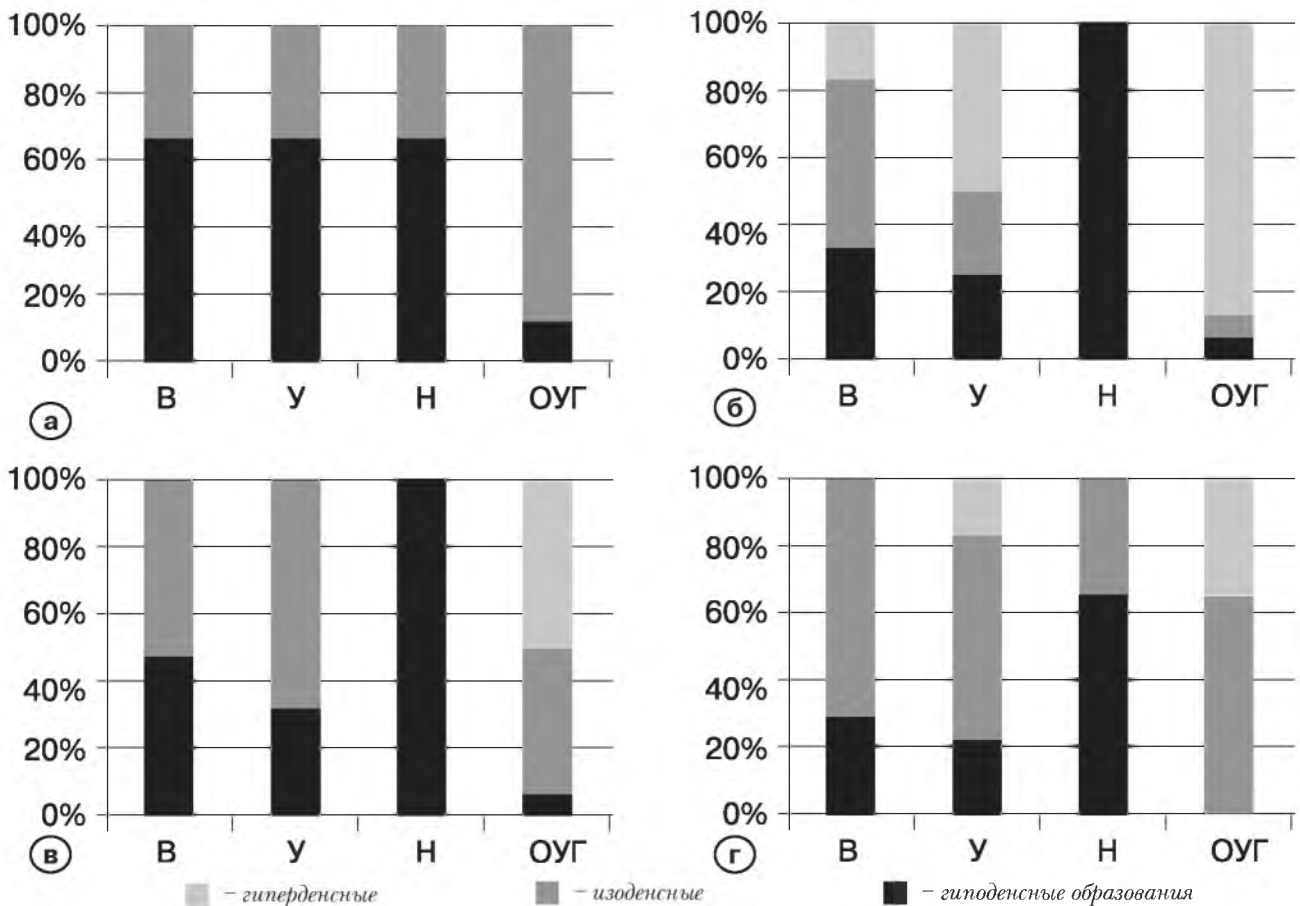 100%
80%
60%
40%
20%
0%
В У Н ОУГ
а
100%
80%
60%
40%
20%
0%
В У Н ОУГ
б
100%
80%
60%
40%
20%
0%
В У Н ОУГ
в
100%
80%
60%
40%
20%
0%
В У Н ОУГ
г
– гиперденсные – изоденсные – гиподенсные образования